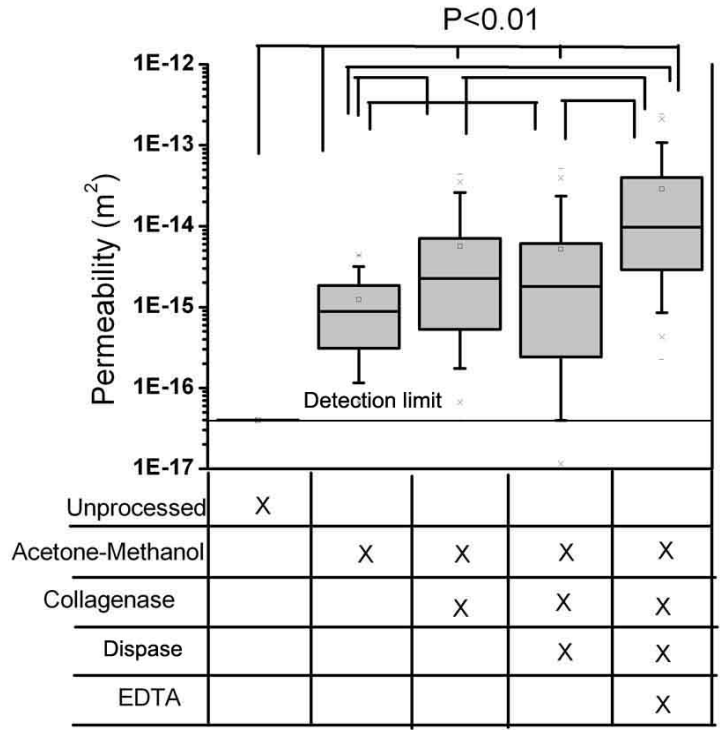 P<0.01
Permeability (m²)
1E-12
1E-13
1E-14
1E-15
1E-16
1E-17
Detection limit
Unprocessed X
Acetone-Methanol X X X X
Collagenase X X X
Dispase X X
EDTA X